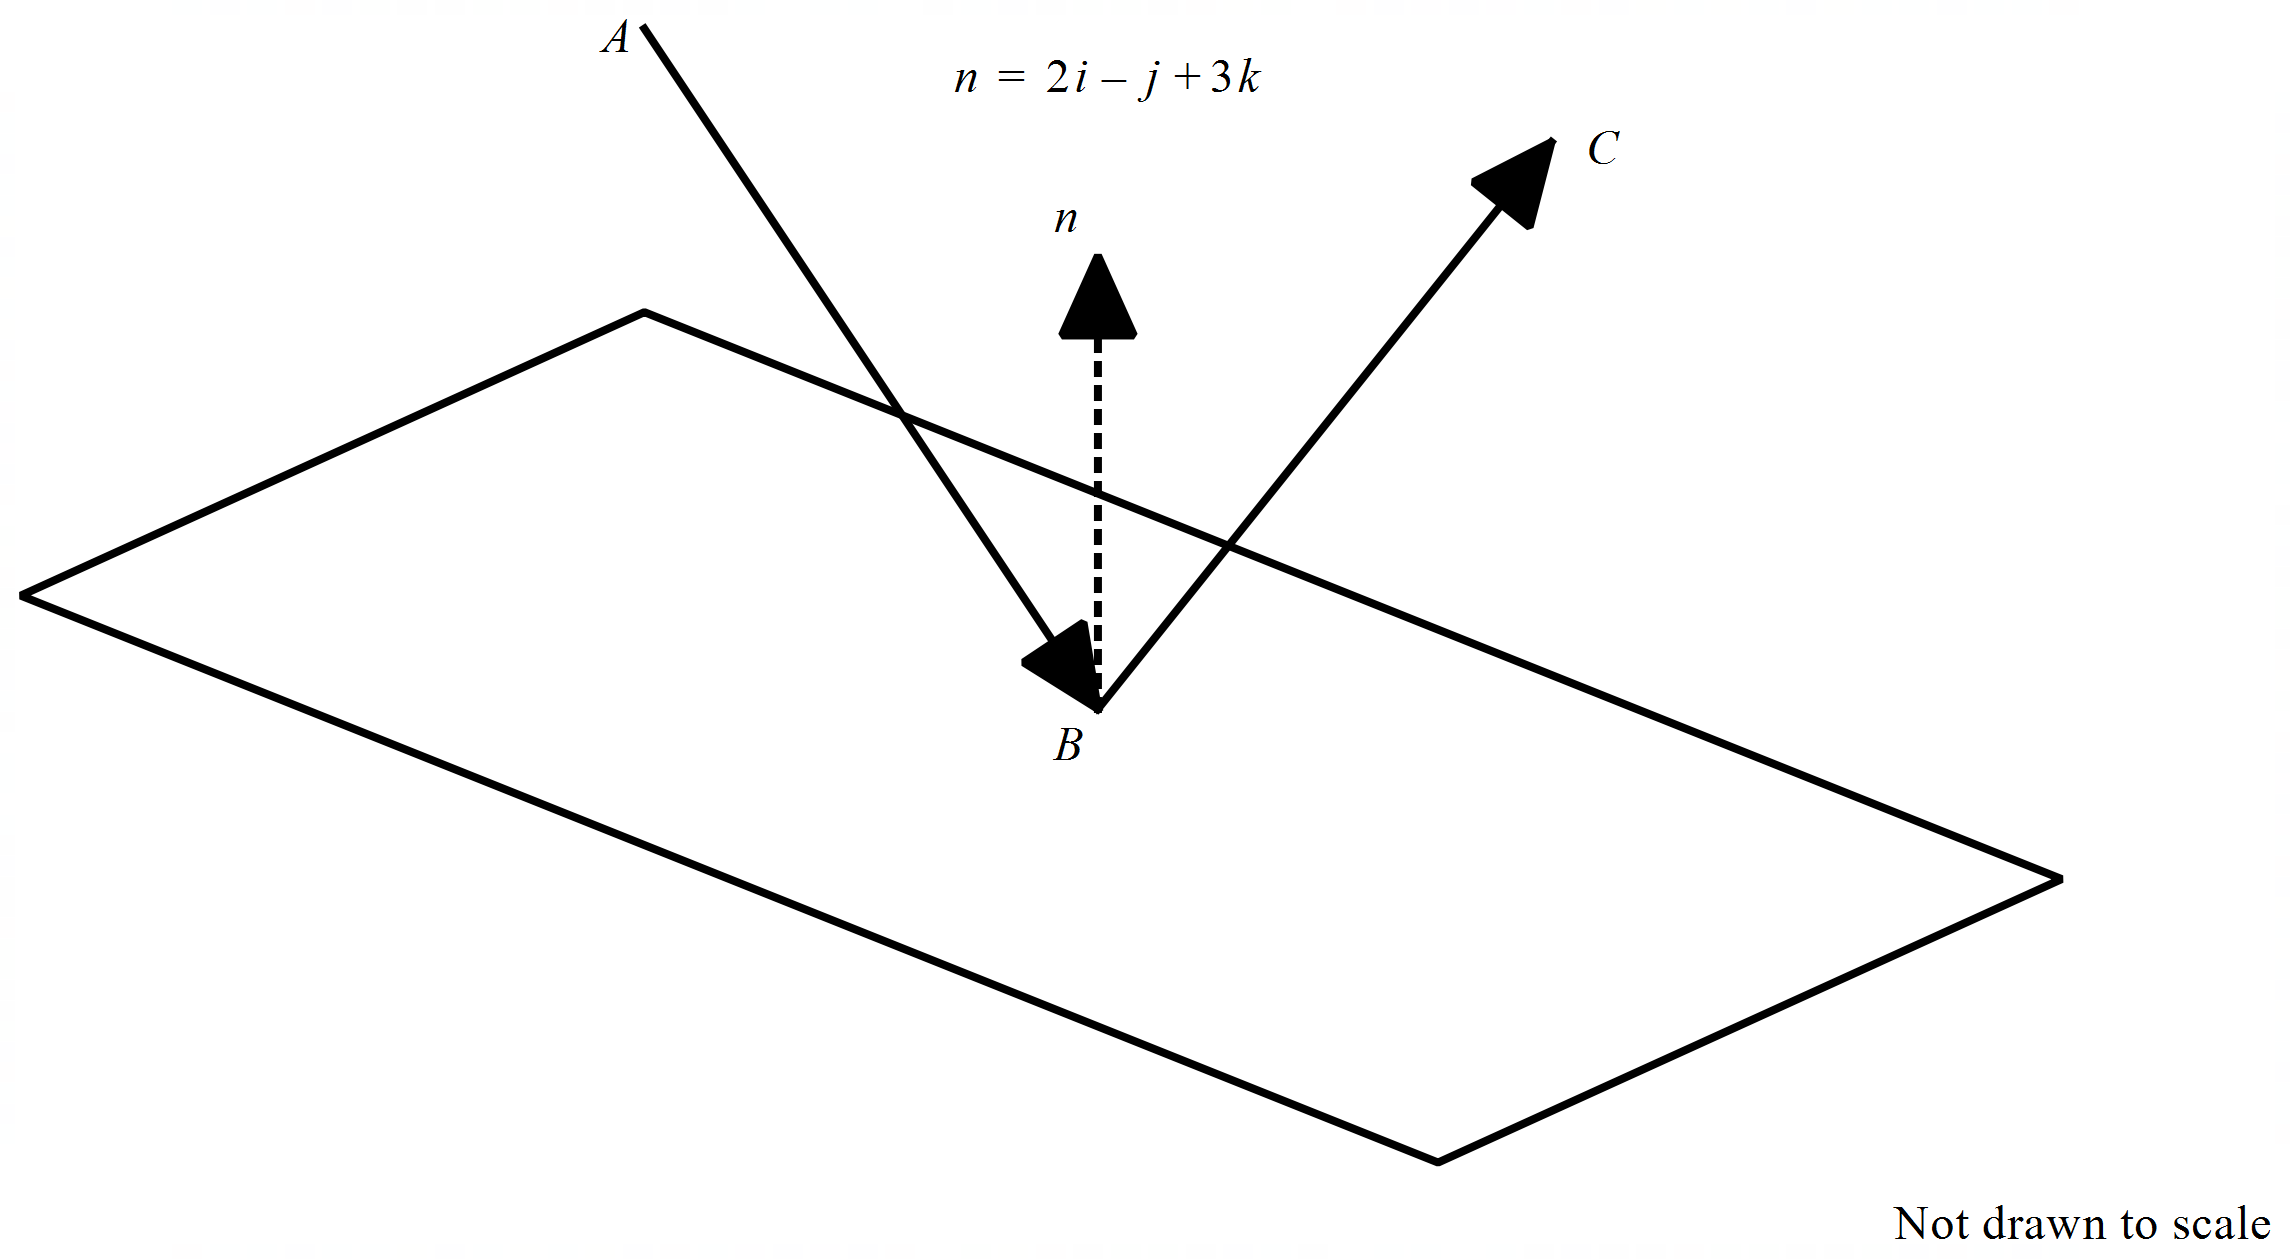 A
n = 2i – j + 3k
C
n
B
Not drawn to scale